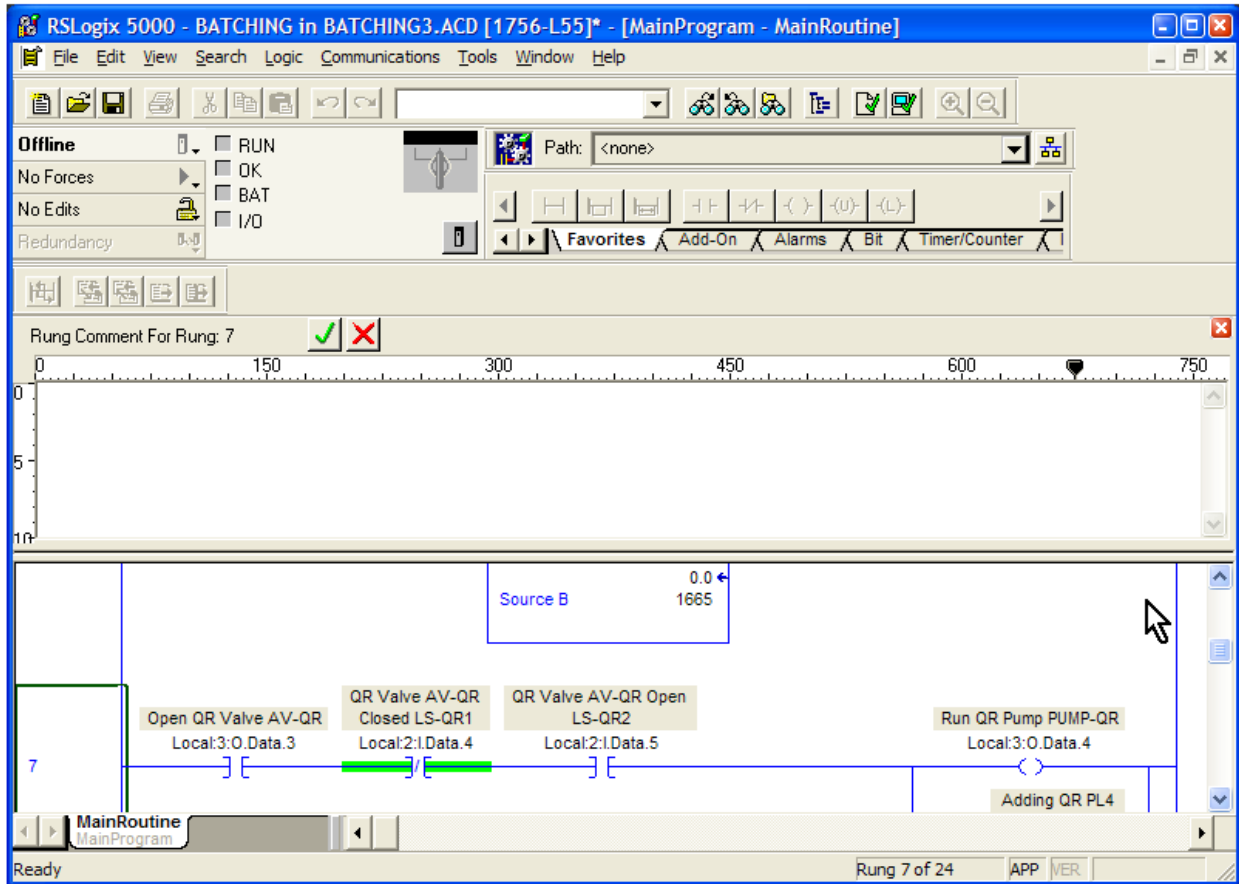 RSLogix 5000 - BATCHING in BATCHING3.ACD [1756-L55]* - [MainProgram - MainRoutine]
File Edit View Search Logic Communications Tools Window Help
Offline
RUN
Path: <none>
No Forces
OK
No Edits
BAT
Redundancy
I/O
Favorites Add-On Alarms Bit Timer/Counter
Rung Comment For Rung: 7
0 150 300 450 600 750
0
5
10
0.0
Source B 1665
QR Valve AV-QR QR Valve AV-QR Open
Open QR Valve AV-QR Closed LS-QR1 LS-QR2 Run QR Pump PUMP-QR
Local:3:O.Data.3 Local:2:I.Data.4 Local:2:I.Data.5 Local:3:O.Data.4
7
Adding QR PL4
MainRoutine
MainProgram
Ready Rung 7 of 24 APP VER